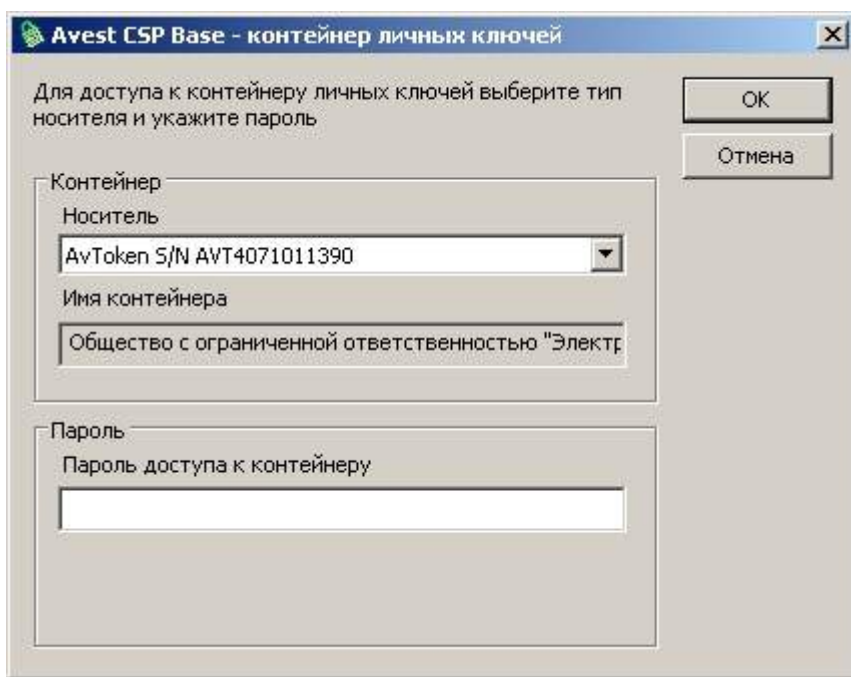 Avest CSP Base - контейнер личных ключей
Для доступа к контейнеру личных ключей выберите тип
носителя и укажите пароль
OK
Отмена
Контейнер
Носитель
AvToken S/N AVT4071011390
Имя контейнера
Общество с ограниченной ответственностью "Электр
Пароль
Пароль доступа к контейнеру